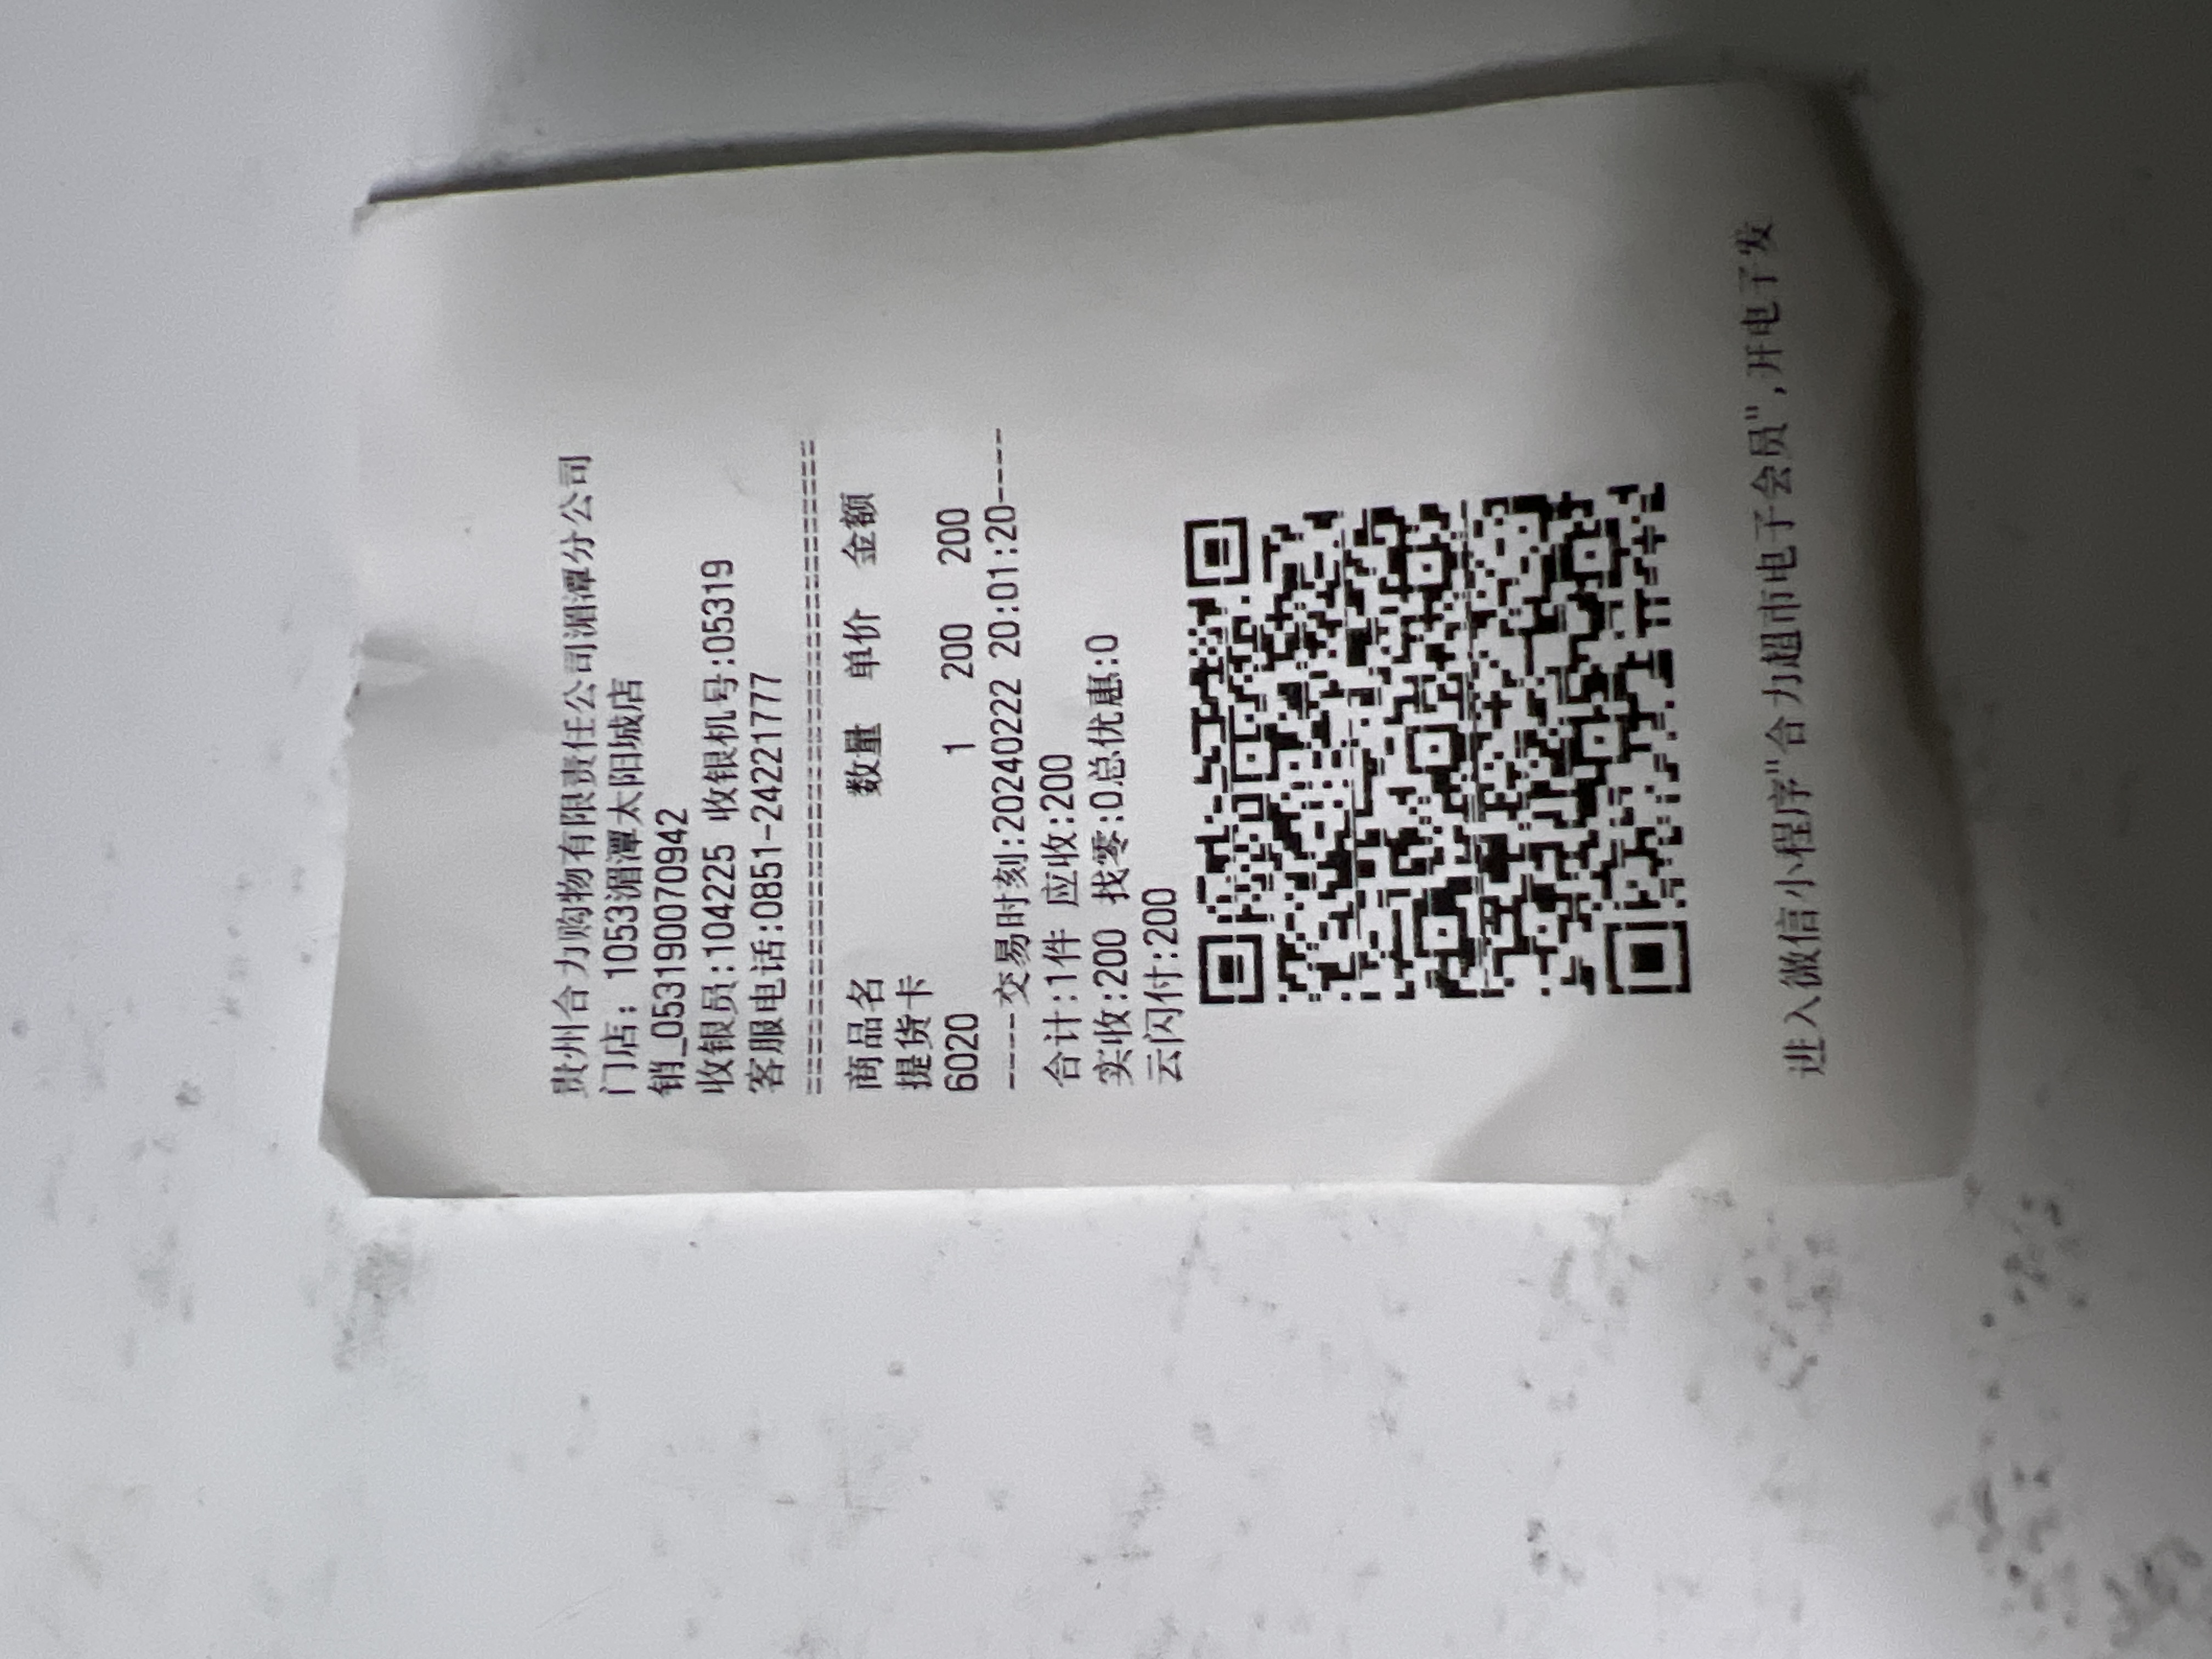 贵州合力购物有限责任公司湄潭分公司
门店: 1053湄潭太阳城店
销_053190070942
收银员:104225 收银机号:05319
客服电话:0851-24221777
==========================================
商品名 数量 单价 金额
提货卡
6020 1 200 200
-----交易时刻:20240222 20:01:20-----
合计:1件 应收:200
实收:200 找零:0总优惠:0
云闪付:200
进入微信小程序"合力超市电子会员",开电子发